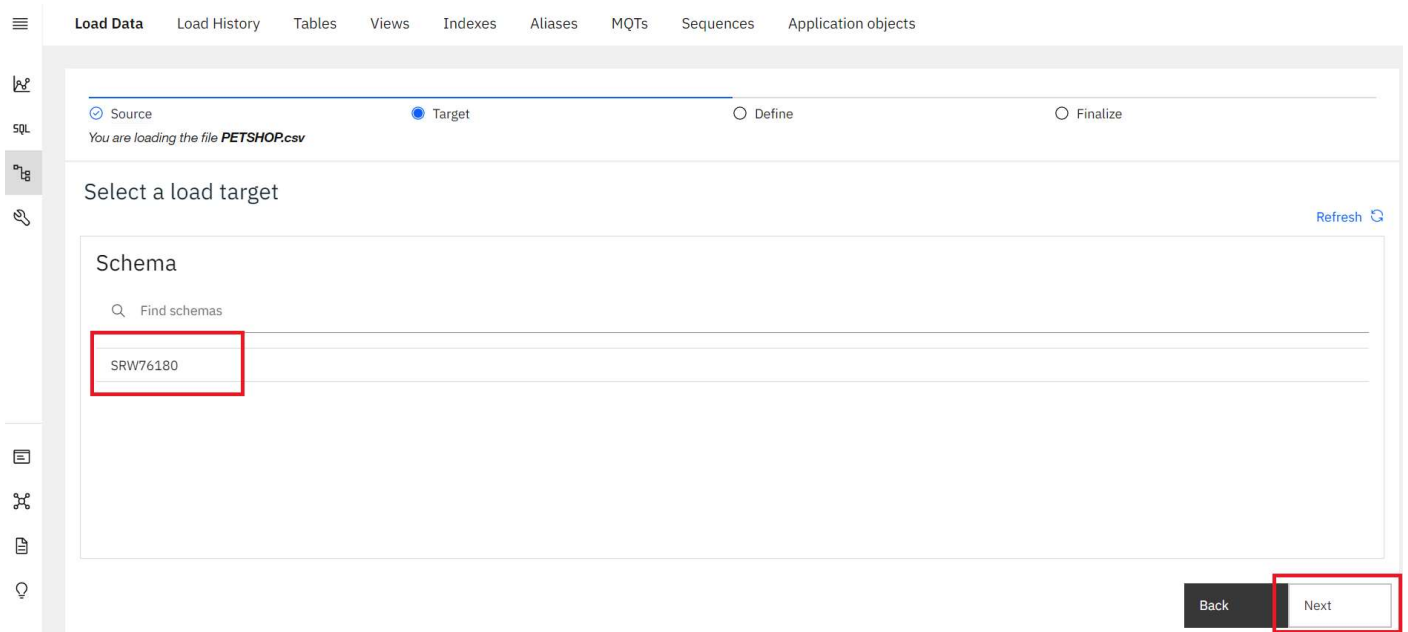 Load Data Load History Tables Views Indexes Aliases MQTs Sequences Application objects
Source Target Define Finalize
SQL
You are loading the file PETSHOP.csv
Select a load target
Refresh
Schema
Find schemas
SRW76180
Back Next